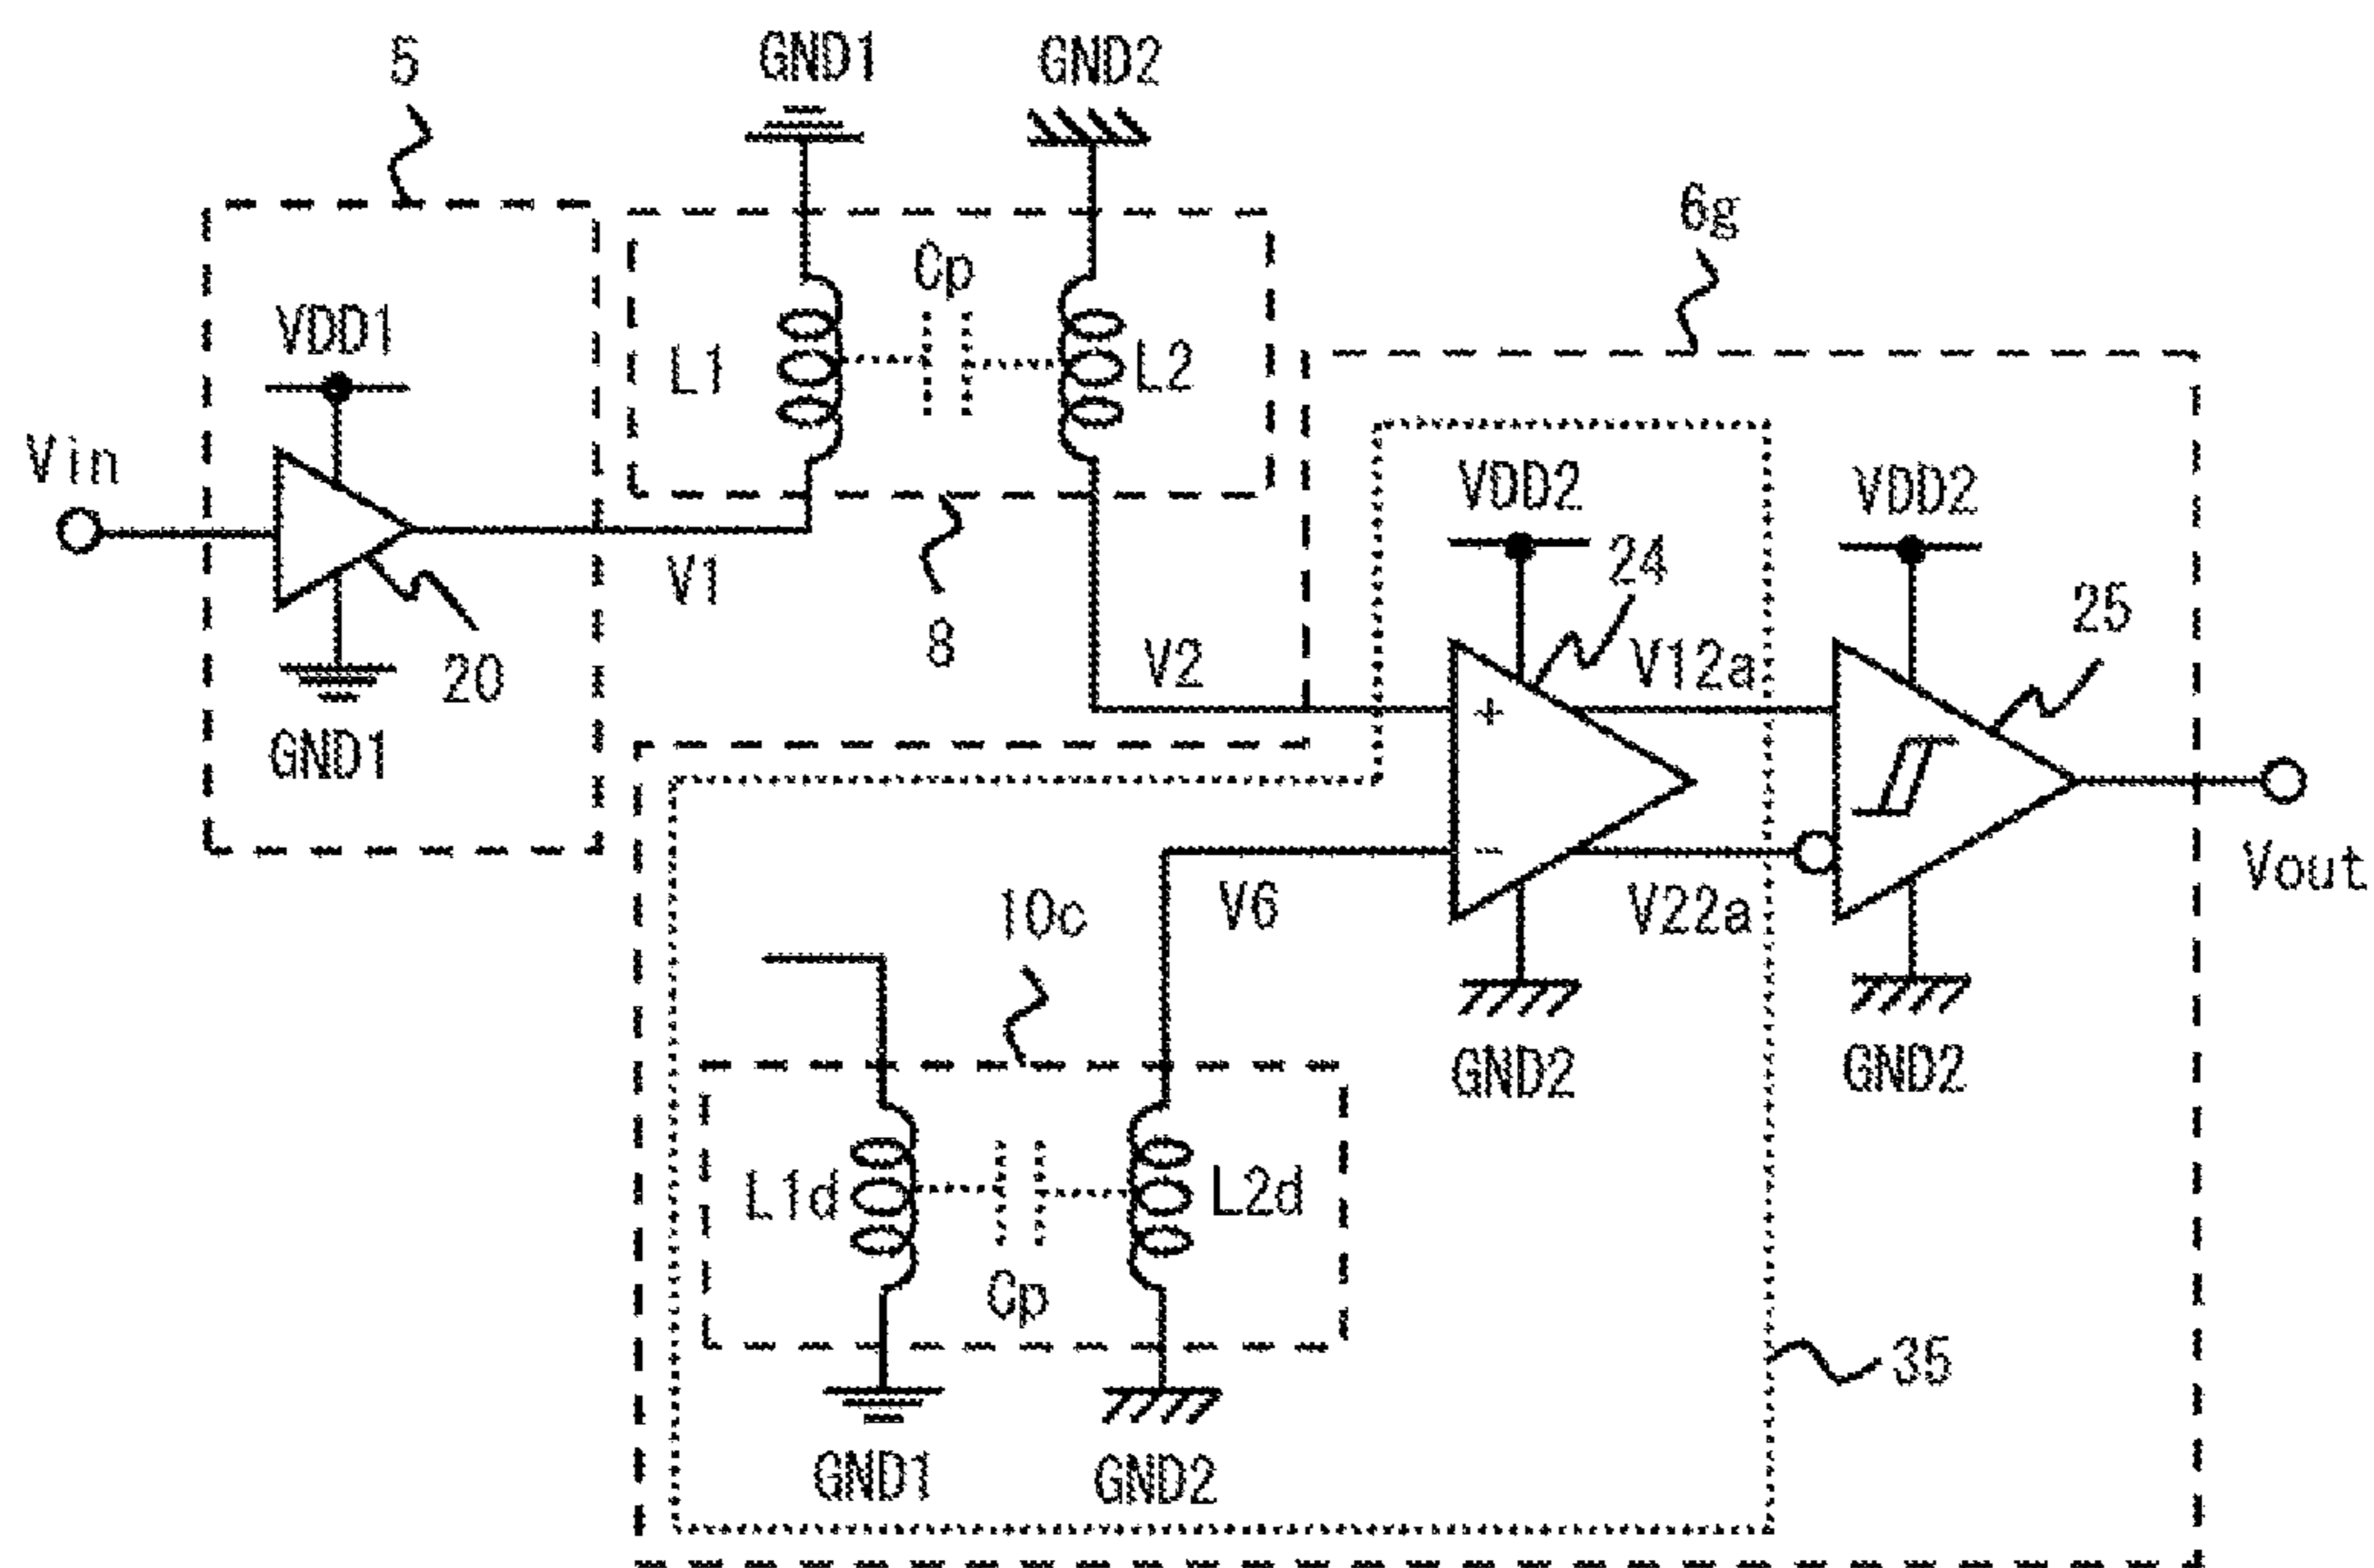 5
GND1
GND2
6g
Cp
VDD1
L1
L2
Vin
VDD2
VDD2
24
25
V1
8
20
V2
V12a
GND1
Vout
V6
V22a
10c
GND2
GND2
L1d
L2d
Cp
35
GND1
GND2